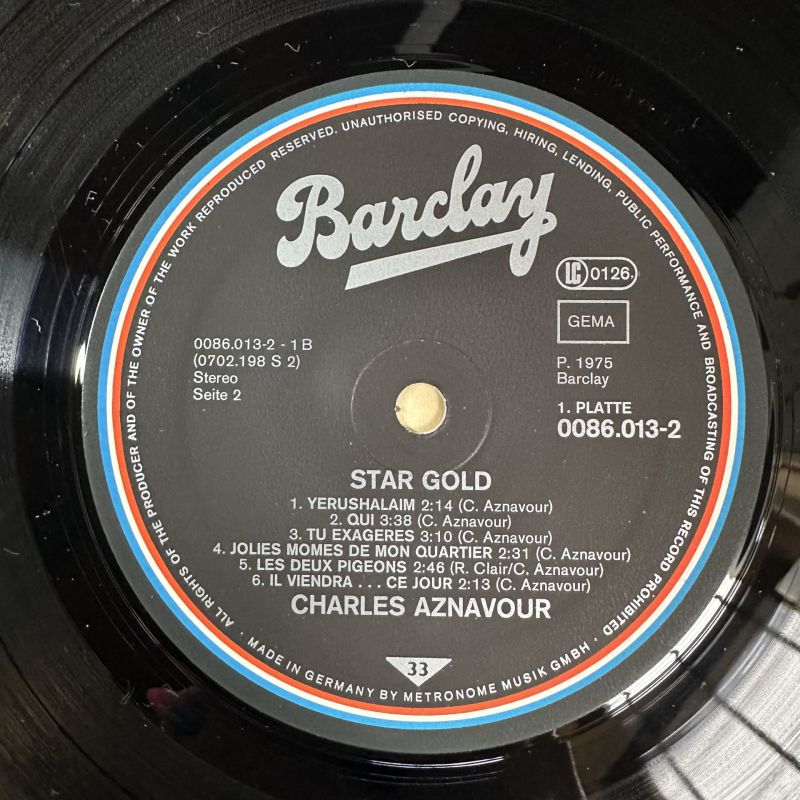 ALL RIGHTS OF THE PRODUCER AND OF THE OWNER OF THE WORK REPRODUCED RESERVED. UNAUTHORISED COPYING, HIRING, LENDING, PUBLIC PERFORMANCE AND BROADCASTING OF THIS RECORD PROHIBITED
Barclay
LC 0126
GEMA
0086.013-2 - 1 B
(0702.198 S 2)
Stereo
Seite 2
P. 1975
Barclay
1. PLATTE
0086.013-2
STAR GOLD
1. YERUSHALAIM 2:14 (C. Aznavour)
2. QUI 3:38 (C. Aznavour)
3. TU EXAGERES 3:10 (C. Aznavour)
4. JOLIES MOMES DE MON QUARTIER 2:31 (C. Aznavour)
5. LES DEUX PIGEONS 2:46 (R. Clair/C. Aznavour)
6. IL VIENDRA . . . CE JOUR 2:13 (C. Aznavour)
CHARLES AZNAVOUR
33
· MADE IN GERMANY BY METRONOME MUSIK GMBH ·